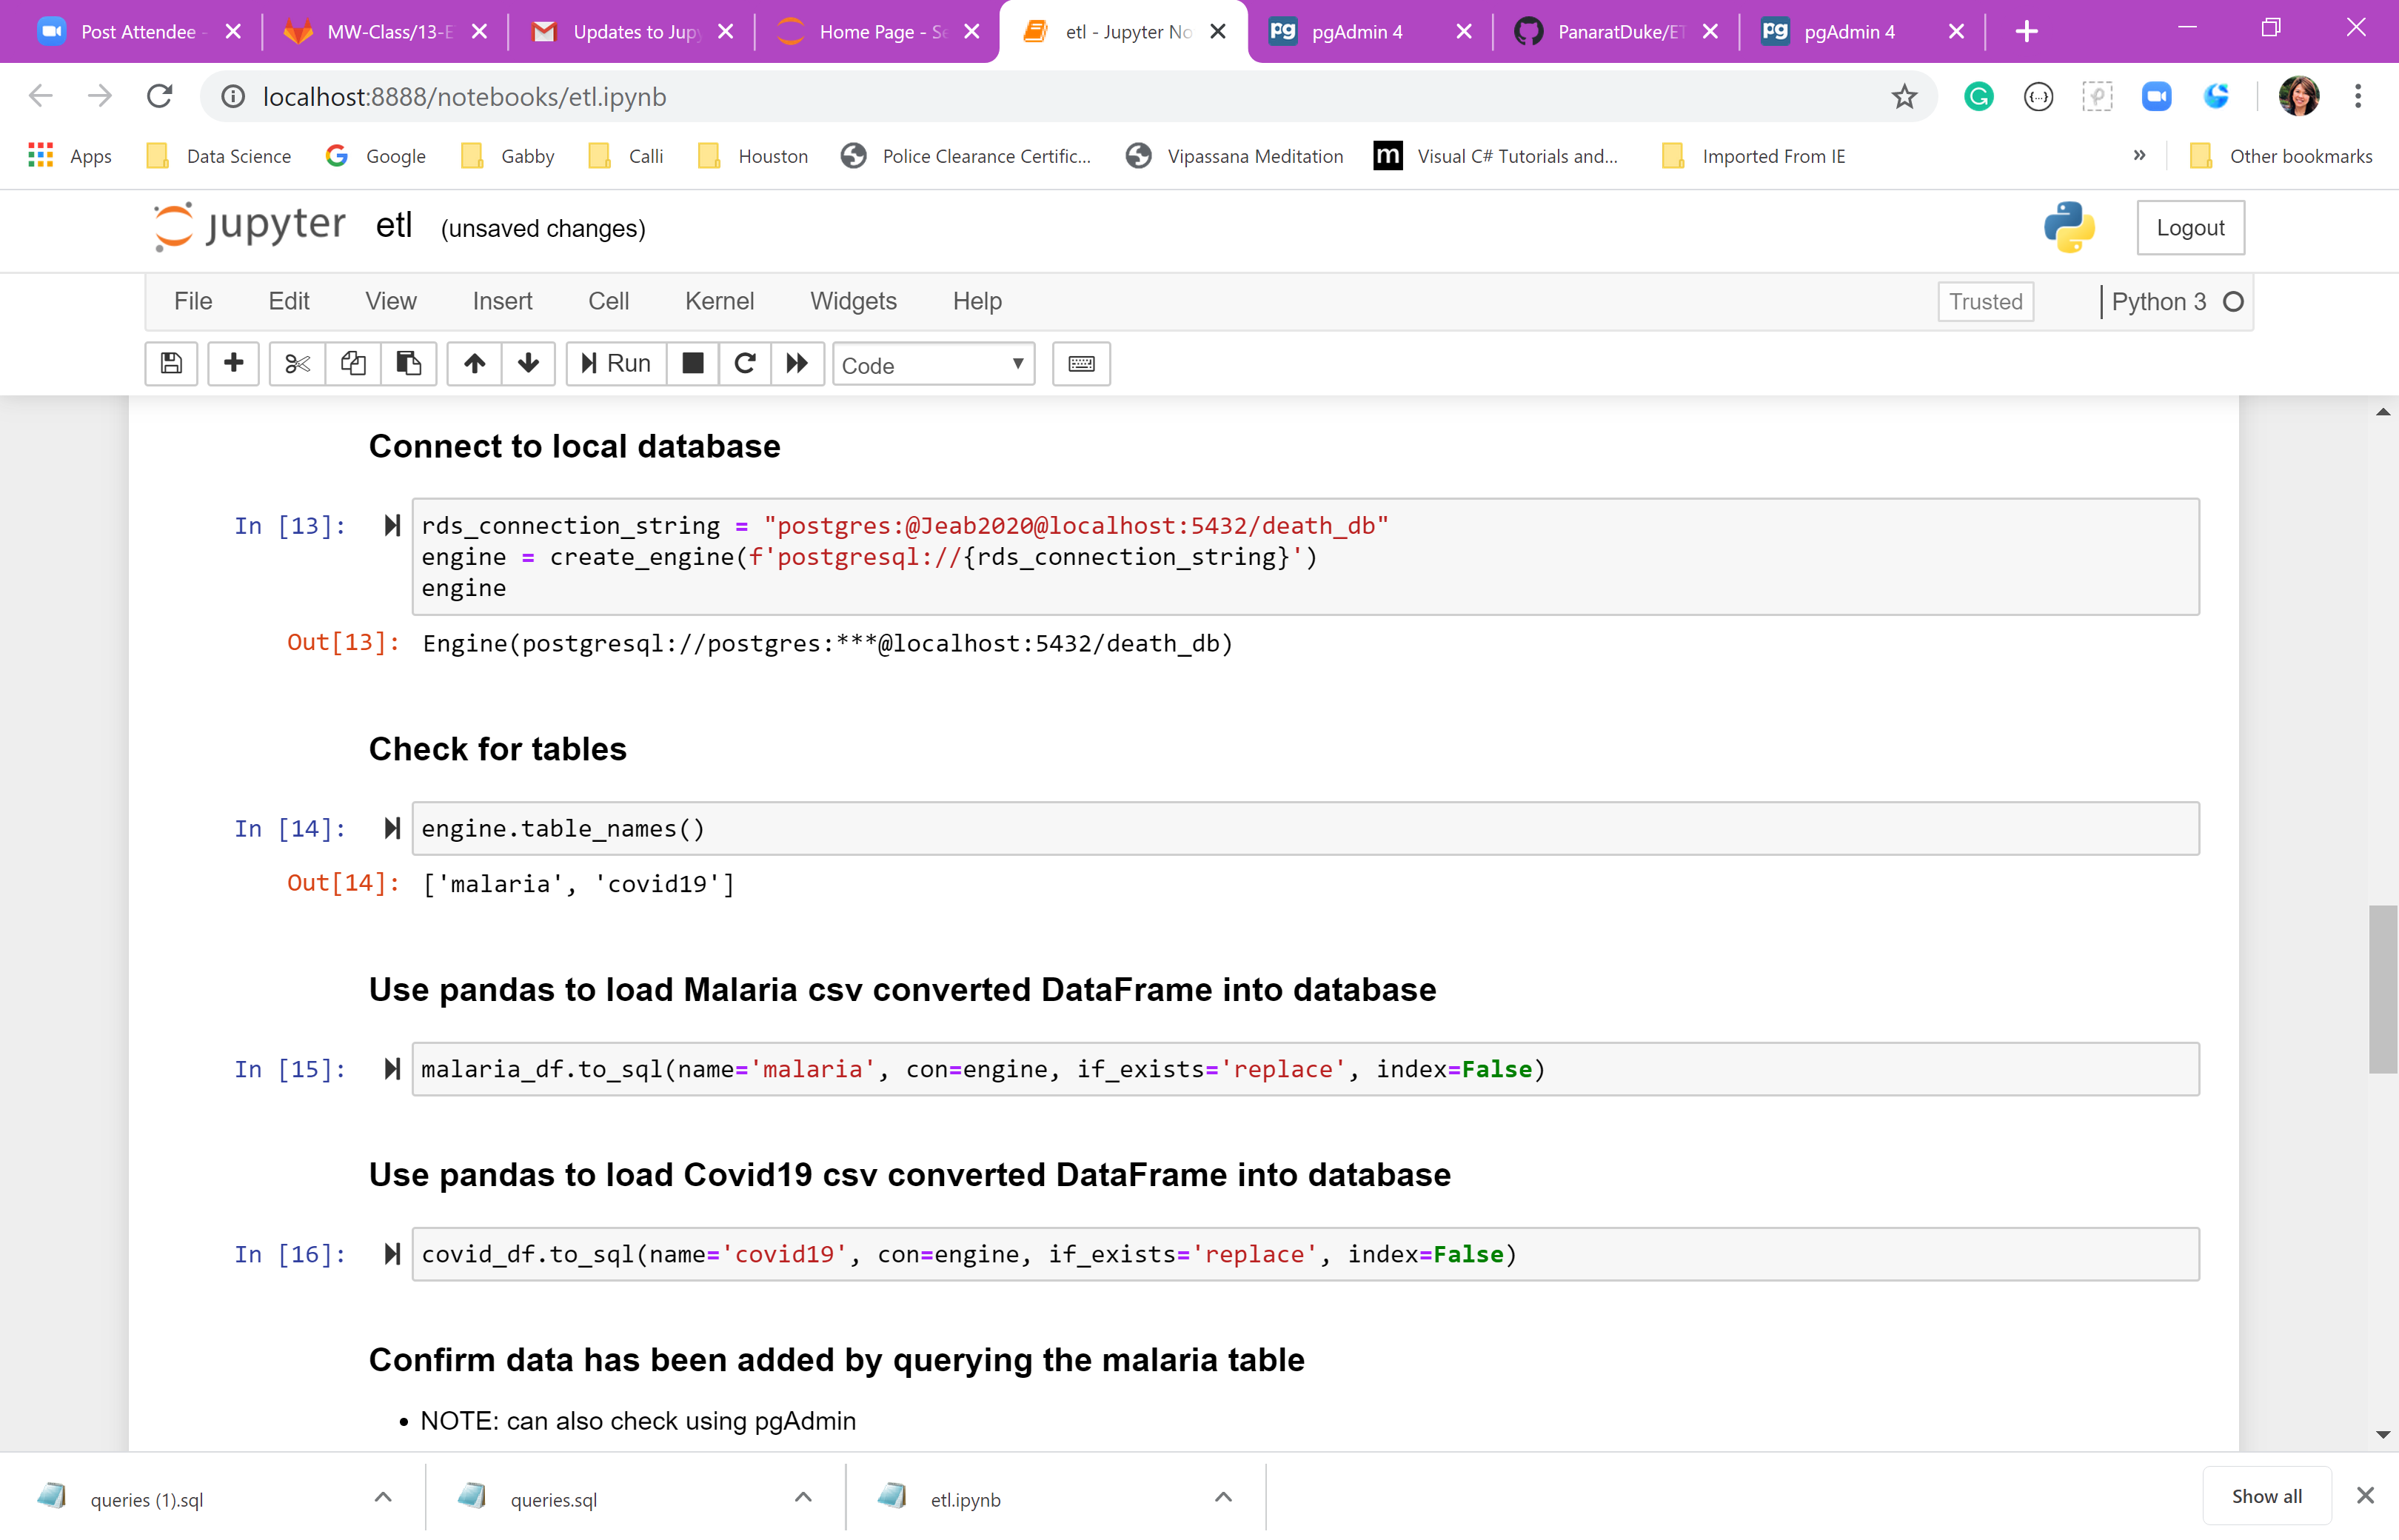 Post Attendee -
MW-Class/13-E
Updates to Jup
Home Page - Se
etl - Jupyter No
pgAdmin 4
PanaratDuke/ET
pgAdmin 4
localhost:8888/notebooks/etl.ipynb
Apps
Data Science
Google
Gabby
Calli
Houston
Police Clearance Certific...
Vipassana Meditation
m
Visual C# Tutorials and...
Imported From IE
»
Other bookmarks
jupyter etl (unsaved changes)
Logout
File Edit View Insert Cell Kernel Widgets Help
Trusted
Python 3
Run
Code
Connect to local database
In [13]:
rds_connection_string = "postgres:@Jeab2020@localhost:5432/death_db"
engine = create_engine(f'postgresql://{rds_connection_string}')
engine
Out[13]: Engine(postgresql://postgres:***@localhost:5432/death_db)
Check for tables
In [14]: engine.table_names()
Out[14]: ['malaria', 'covid19']
Use pandas to load Malaria csv converted DataFrame into database
In [15]: malaria_df.to_sql(name='malaria', con=engine, if_exists='replace', index=False)
Use pandas to load Covid19 csv converted DataFrame into database
In [16]: covid_df.to_sql(name='covid19', con=engine, if_exists='replace', index=False)
Confirm data has been added by querying the malaria table
• NOTE: can also check using pgAdmin
queries (1).sql
queries.sql
etl.ipynb
Show all